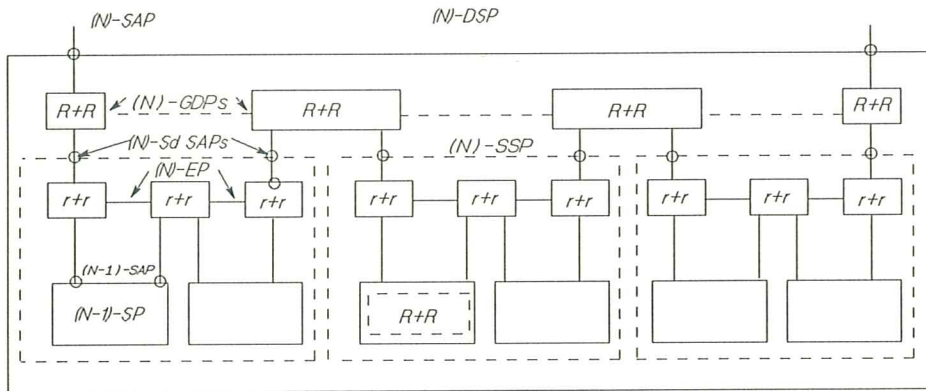 (N)-SAP
(N)-DSP
R+R
(N)-GDPs
R+R
R+R
R+R
(N)-Sd SAPs
(N)-SSP
(N)-EP
r+r
r+r
r+r
r+r
r+r
r+r
r+r
r+r
r+r
(N-1)-SAP
(N-1)-SP
R+R